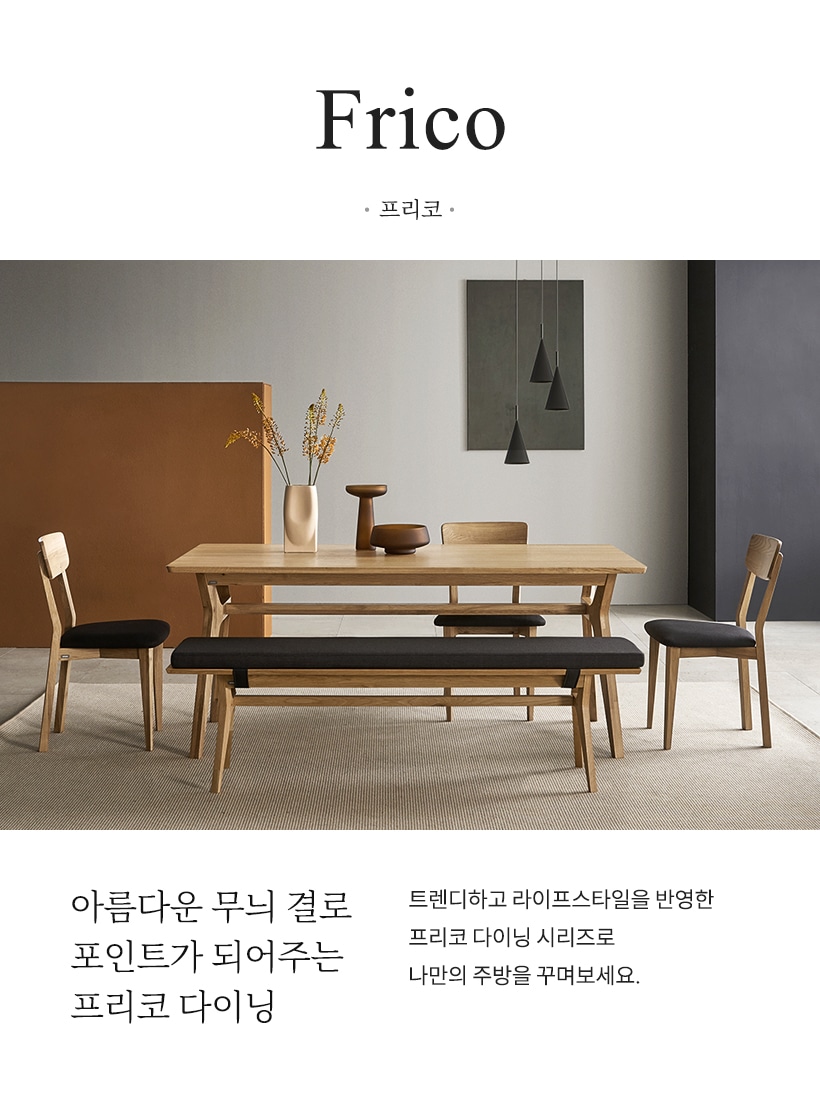 Frico
· 프리코 ·
아름다운 무늬 결로
포인트가 되어주는
프리코 다이닝
트렌디하고 라이프스타일을 반영한
프리코 다이닝 시리즈로
나만의 주방을 꾸며보세요.